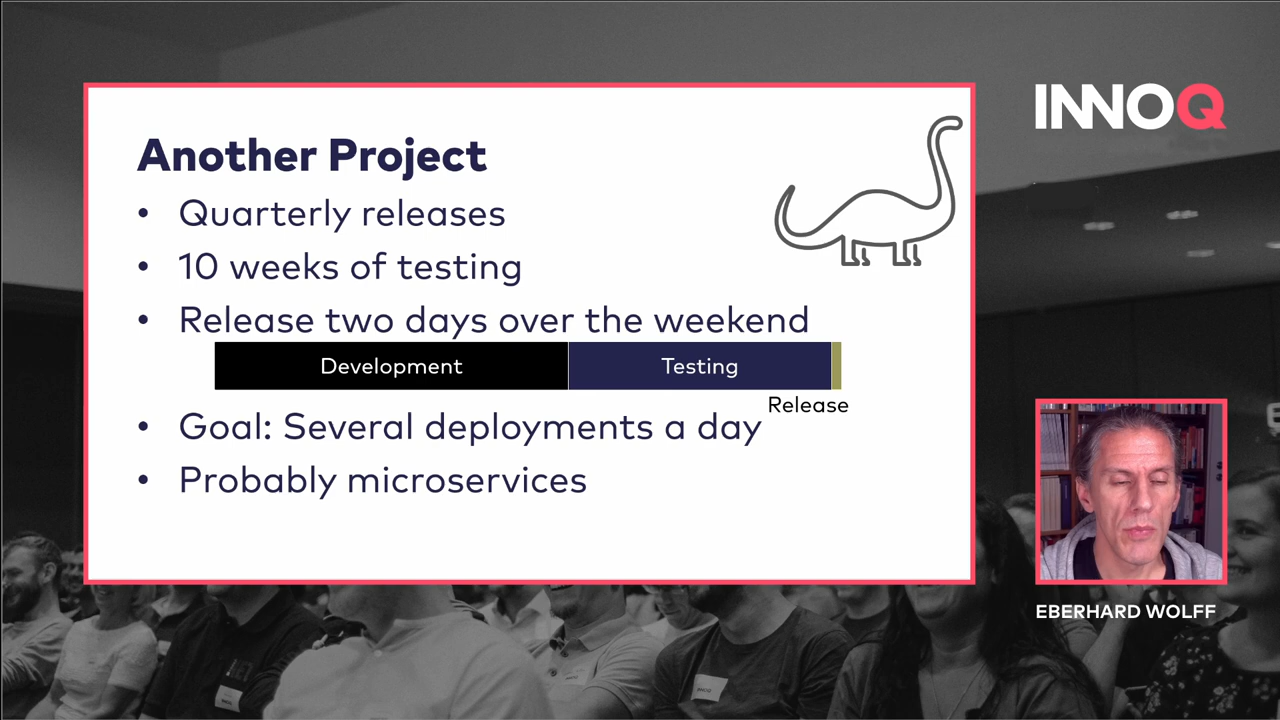 INNOQ
Another Project
• Quarterly releases
• 10 weeks of testing
• Release two days over the weekend
Development
Testing
Release
• Goal: Several deployments a day
• Probably microservices
EBERHARD WOLFF